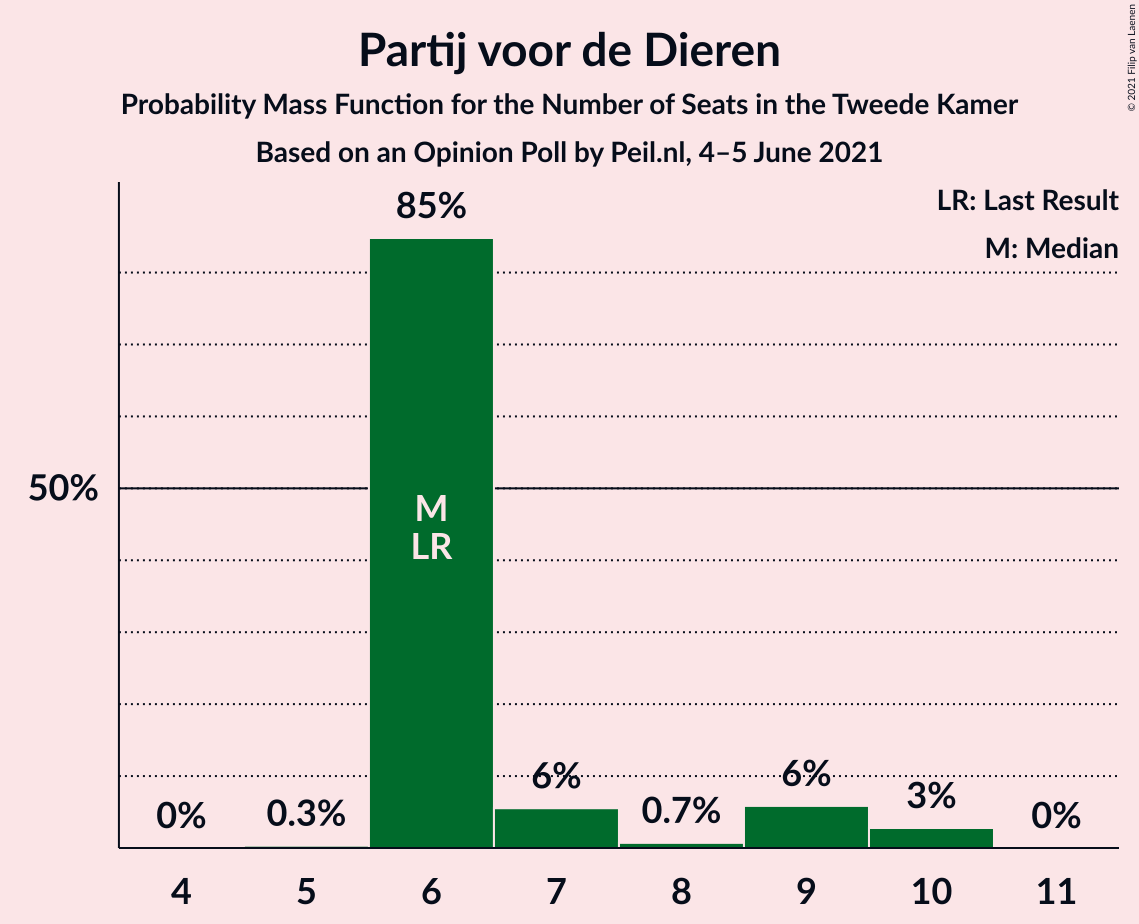 Partij voor de Dieren
Probability Mass Function for the Number of Seats in the Tweede Kamer
Based on an Opinion Poll by Peil.nl, 4–5 June 2021
© 2021 Filip van Laenen
LR: Last Result
M: Median
85%
50%
M
LR
0%
0.3%
6%
0.7%
6%
3%
0%
4 5 6 7 8 9 10 11